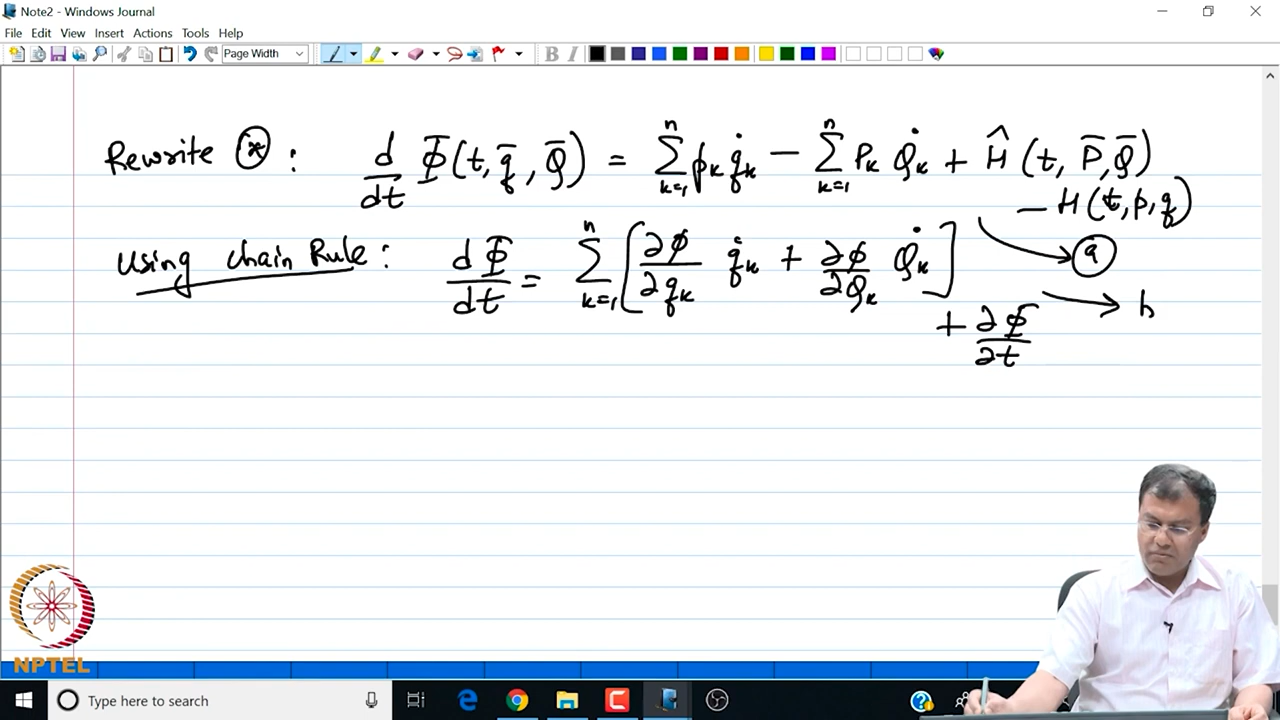 Note2 - Windows Journal
File Edit View Insert Actions Tools Help
Page Width
B I
Rewrite (*) : d/dt Φ(t, q̄, Q̄) = Σ_{k=1}^{n} p_k q̇_k − Σ_{k=1}^{n} P_k Q̇_k + Ĥ(t, P̄, Q̄)
− H(t, p, q)
Using chain Rule : dΦ/dt = Σ_{k=1}^{n} [∂Φ/∂q_k q̇_k + ∂Φ/∂Q_k Q̇_k] → a
+ ∂Φ/∂t → b
NPTEL
Type here to search